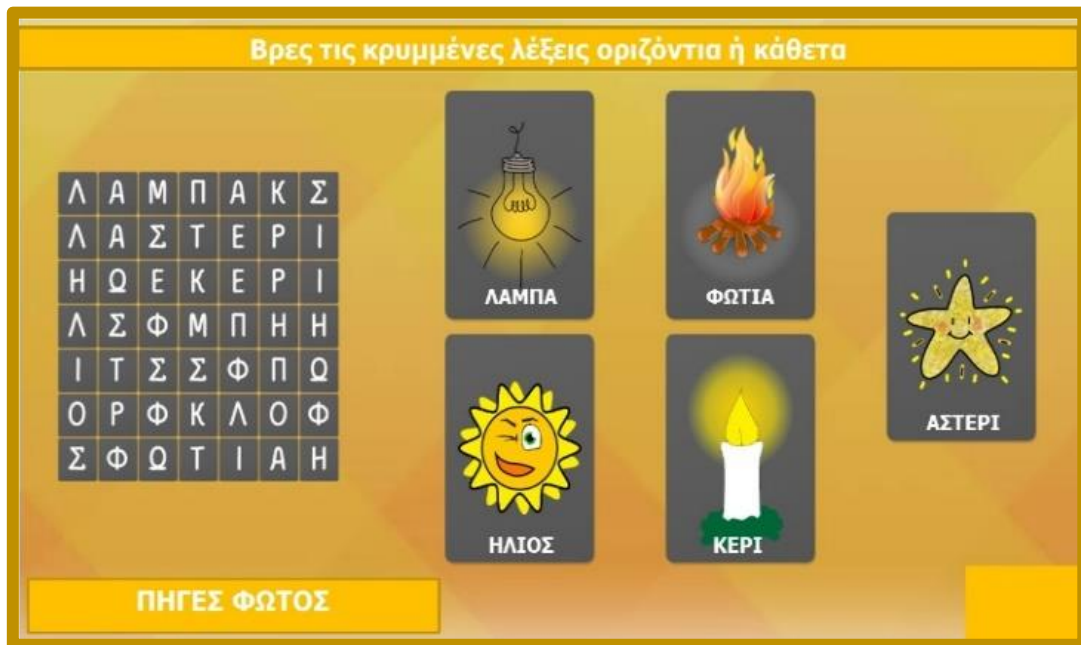 Βρες τις κρυμμένες λέξεις οριζόντια ή κάθετα
Λ Α Μ Π Α Κ Σ
Λ Α Σ Τ Ε Ρ Ι
Η Ω Ε Κ Ε Ρ Ι
Λ Σ Φ Μ Π Η Η
Ι Τ Σ Σ Φ Π Ω
Ο Ρ Φ Κ Λ Ο Φ
Σ Φ Ω Τ Ι Α Η
ΛΑΜΠΑ
ΦΩΤΙΑ
ΑΣΤΕΡΙ
ΗΛΙΟΣ
ΚΕΡΙ
ΠΗΓΕΣ ΦΩΤΟΣ